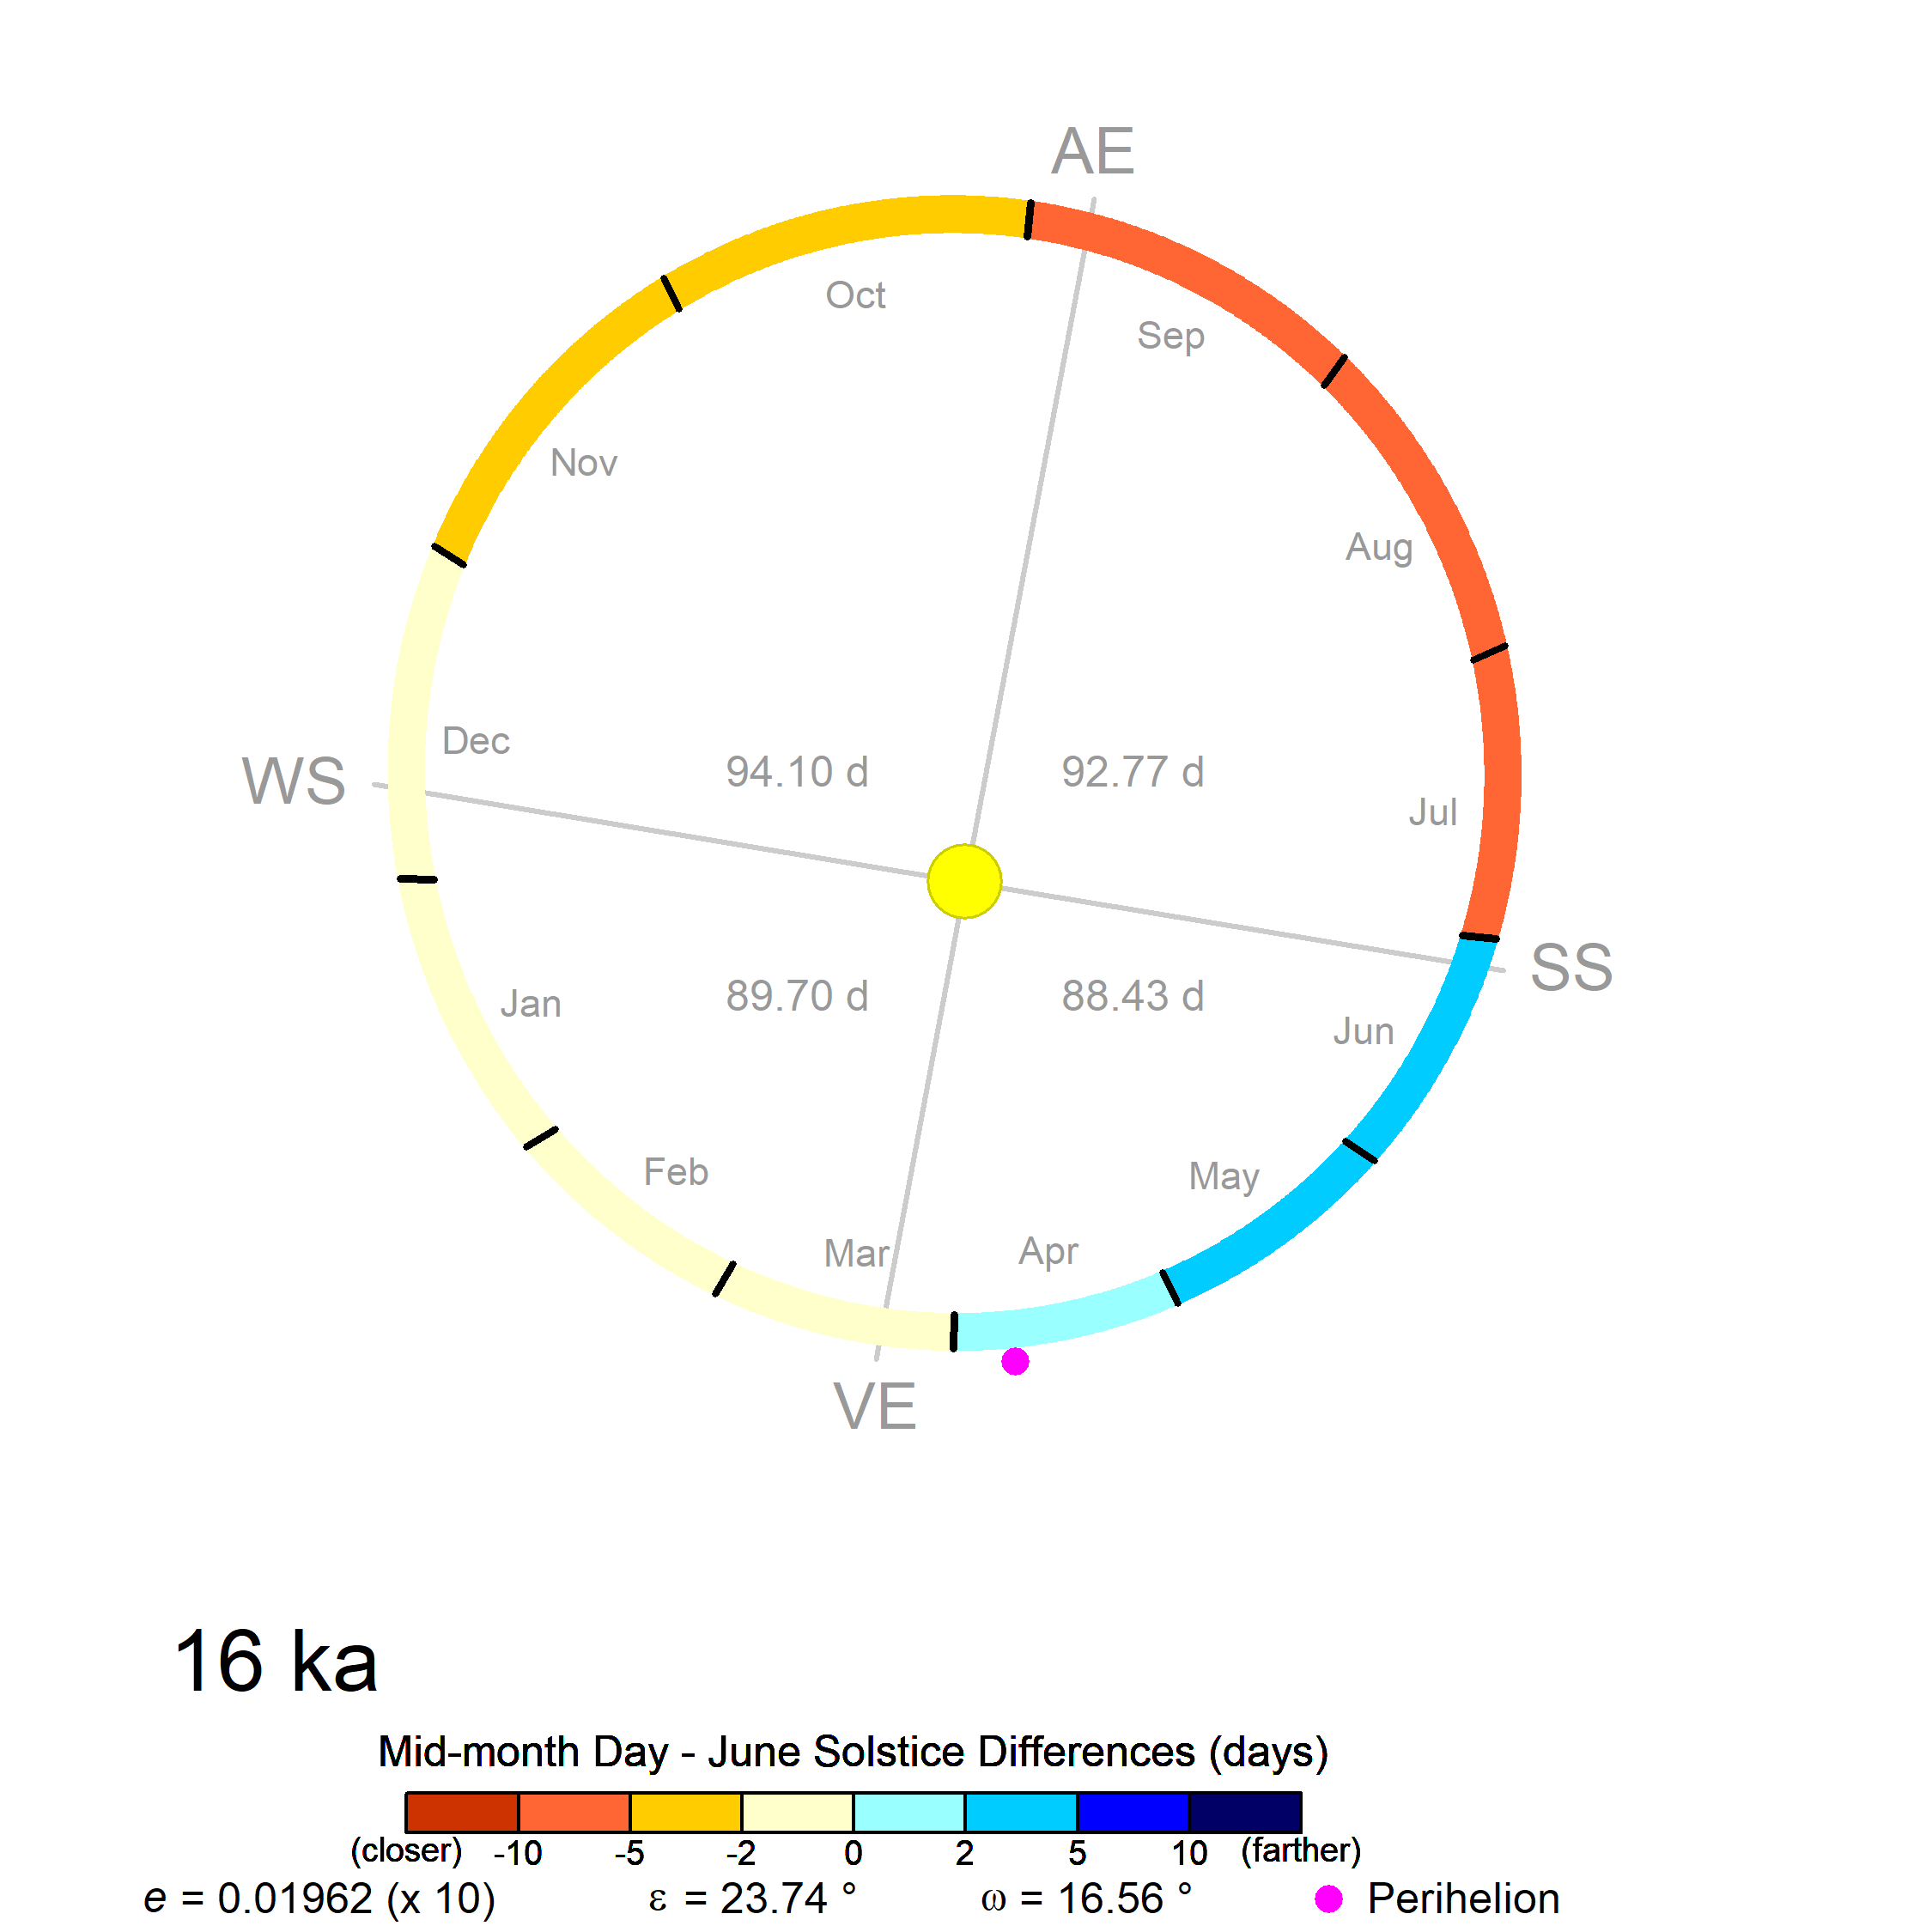 AE
Oct
Sep
Nov
Aug
Dec
WS
94.10 d
92.77 d
Jul
SS
89.70 d
88.43 d
Jan
Jun
Feb
May
Mar
Apr
VE
16 ka
Mid-month Day - June Solstice Differences (days)
(closer) -10 -5 -2 0 2 5 10 (farther)
e = 0.01962 (x 10) ε = 23.74 ° ω = 16.56 ° Perihelion